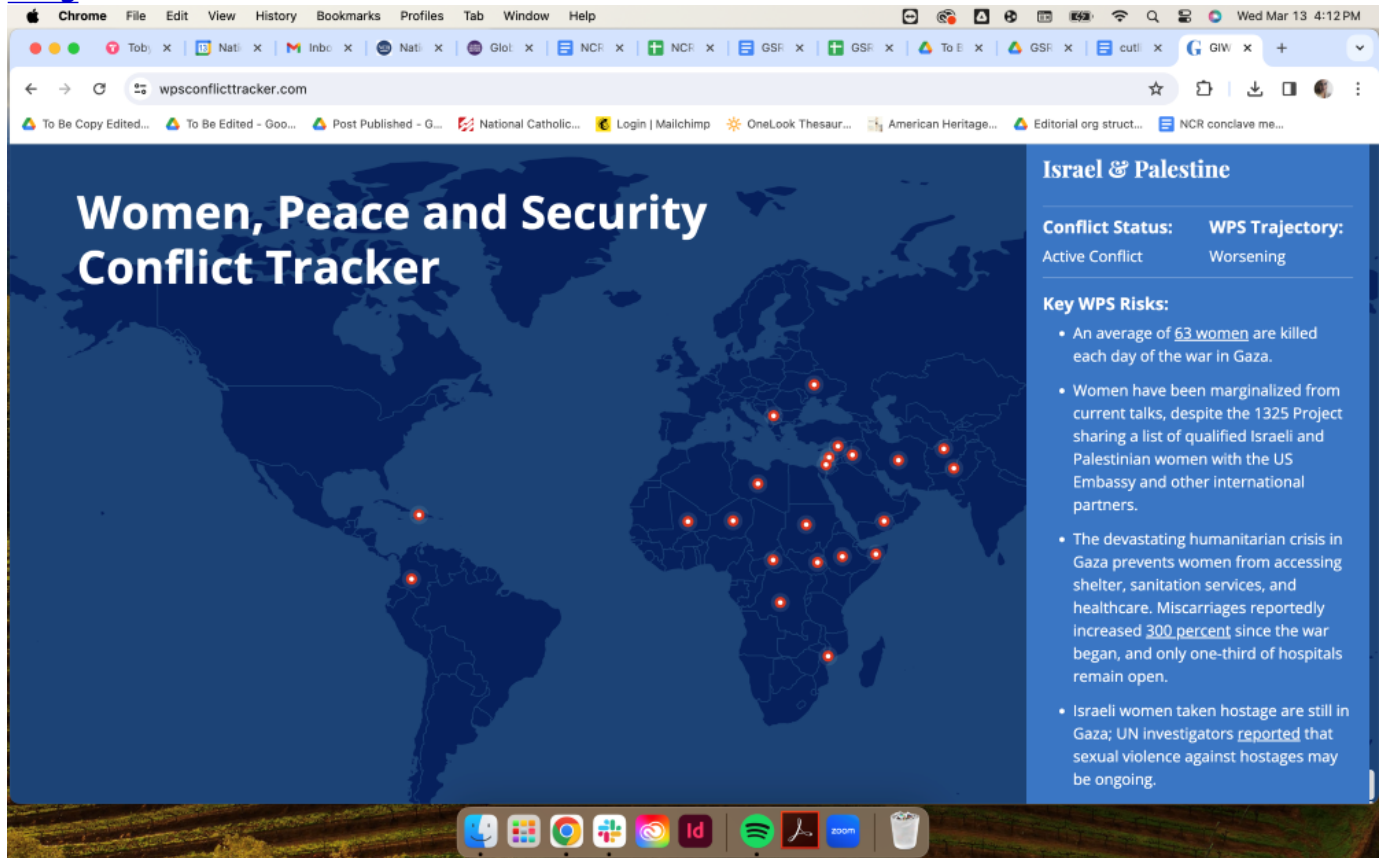 Chrome File Edit View History Bookmarks Profiles Tab Window Help Wed Mar 13 4:12 PM
Toby × Nati × Inbo × Nati × Glob × NCR × NCR × GSR × GSR × To E × GSR × cutl × GIW × +
wpsconflicttracker.com
To Be Copy Edited... To Be Edited - Goo... Post Published - G... National Catholic... Login | Mailchimp OneLook Thesaur... American Heritage... Editorial org struct... NCR conclave me...
Women, Peace and Security
Conflict Tracker
Israel & Palestine
Conflict Status: WPS Trajectory:
Active Conflict Worsening
Key WPS Risks:
• An average of 63 women are killed
each day of the war in Gaza.
• Women have been marginalized from
current talks, despite the 1325 Project
sharing a list of qualified Israeli and
Palestinian women with the US
Embassy and other international
partners.
• The devastating humanitarian crisis in
Gaza prevents women from accessing
shelter, sanitation services, and
healthcare. Miscarriages reportedly
increased 300 percent since the war
began, and only one-third of hospitals
remain open.
• Israeli women taken hostage are still in
Gaza; UN investigators reported that
sexual violence against hostages may
be ongoing.
Id zoom